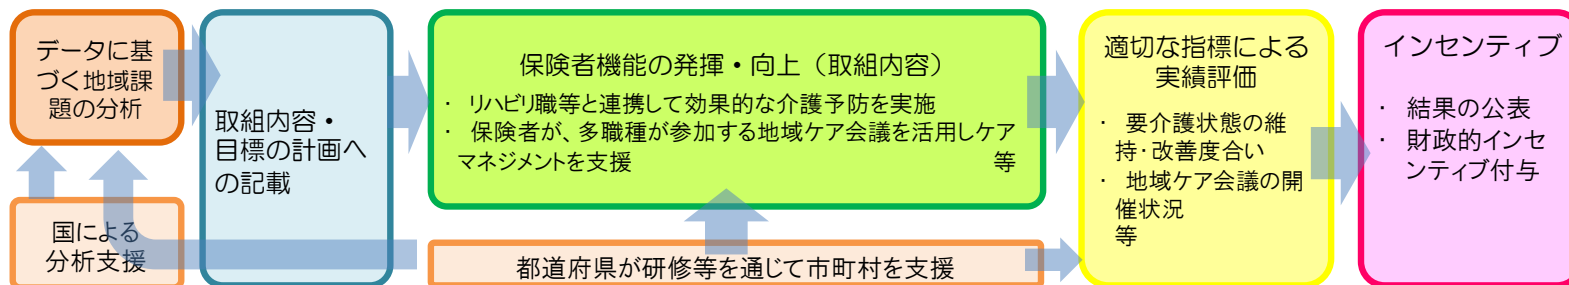 データに基
づく地域課
題の分析
国による
分析支援
取組内容・
目標の計画へ
の記載
保険者機能の発揮・向上（取組内容）
・ リハビリ職等と連携して効果的な介護予防を実施
・ 保険者が、多職種が参加する地域ケア会議を活用しケア
マネジメントを支援 等
都道府県が研修等を通じて市町村を支援
適切な指標による
実績評価
・ 要介護状態の維
持・改善度合い
・ 地域ケア会議の開
催状況
等
インセンティブ
・ 結果の公表
・ 財政的インセ
ンティブ付与